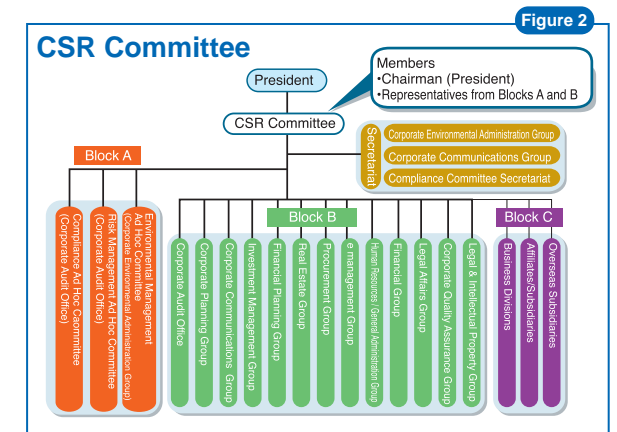 Figure 2
CSR Committee
President
Members
•Chairman (President)
•Representatives from Blocks A and B
CSR Committee
Secretariat
Corporate Environmental Administration Group
Corporate Communications Group
Compliance Committee Secretariat
Block A
Compliance Ad Hoc Caommittee
(Corporate Audit Office)
Risk Management Ad Hoc Committee
(Corporate Audit Office)
Environmental Management
Ad Hoc Committee
(Corporate Environmental Administration Group)
Block B
Corporate Audit Office
Corporate Planning Group
Corporate Communications Group
Investment Management Group
Financial Planning Group
Real Estate Group
Procurement Group
e management Group
Human Resources / General Administration Group
Financial Group
Legal Affairs Group
Corporate Quality Assurance Group
Legal & Intellectual Property Group
Block C
Business Divisions
Affiliates/Subsidiaries
Overseas Subsidiaries